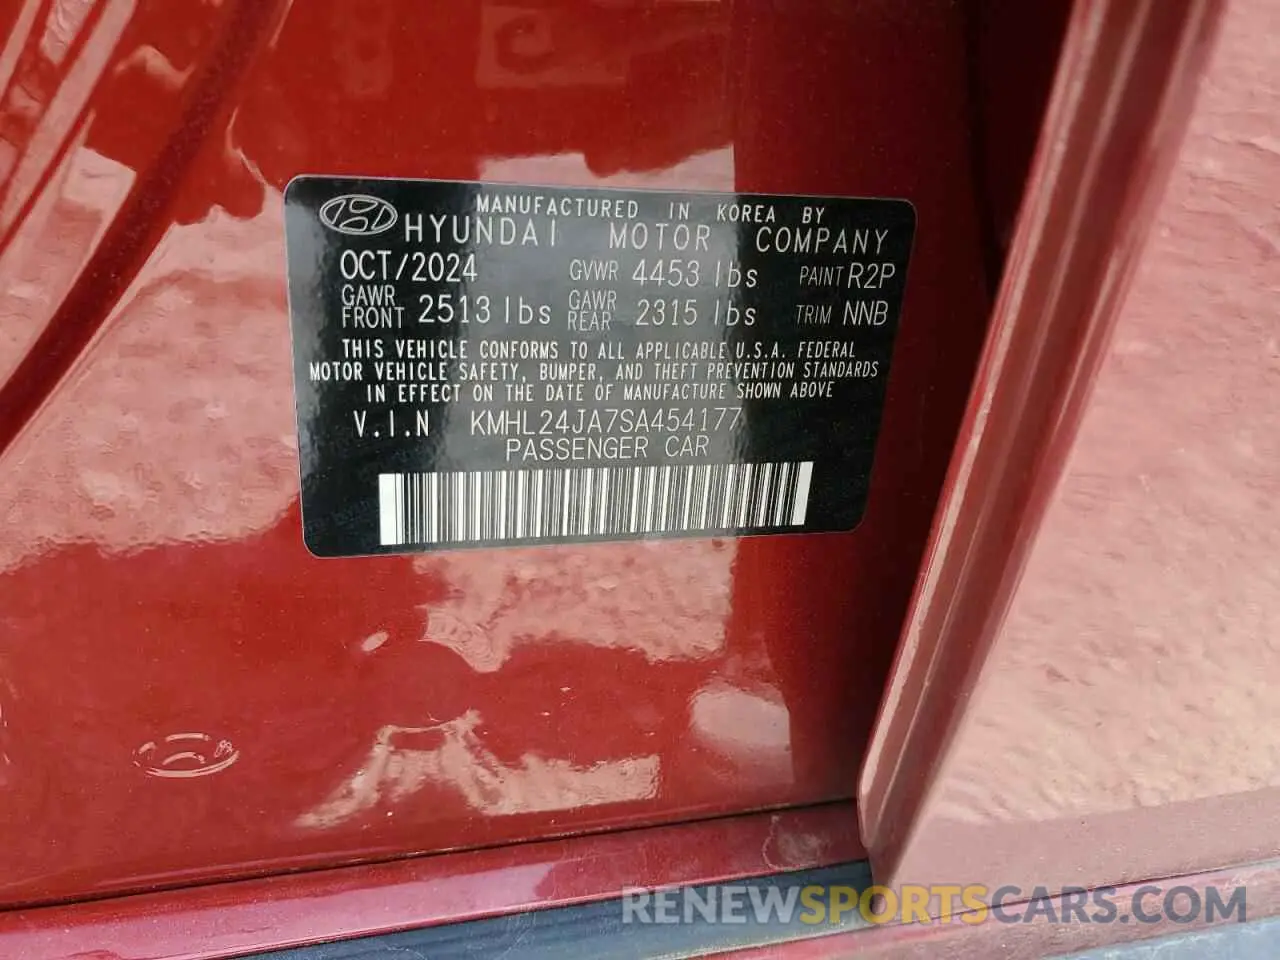 MANUFACTURED IN KOREA BY
HYUNDAI MOTOR COMPANY
OCT/2024 GVWR 4453 lbs PAINT R2P
GAWR FRONT 2513 lbs GAWR REAR 2315 lbs TRIM NNB
THIS VEHICLE CONFORMS TO ALL APPLICABLE U.S.A. FEDERAL
MOTOR VEHICLE SAFETY, BUMPER, AND THEFT PREVENTION STANDARDS
IN EFFECT ON THE DATE OF MANUFACTURE SHOWN ABOVE
V.I.N KMHL24JA7SA454177
PASSENGER CAR
RENEWSPORTSCARS.COM